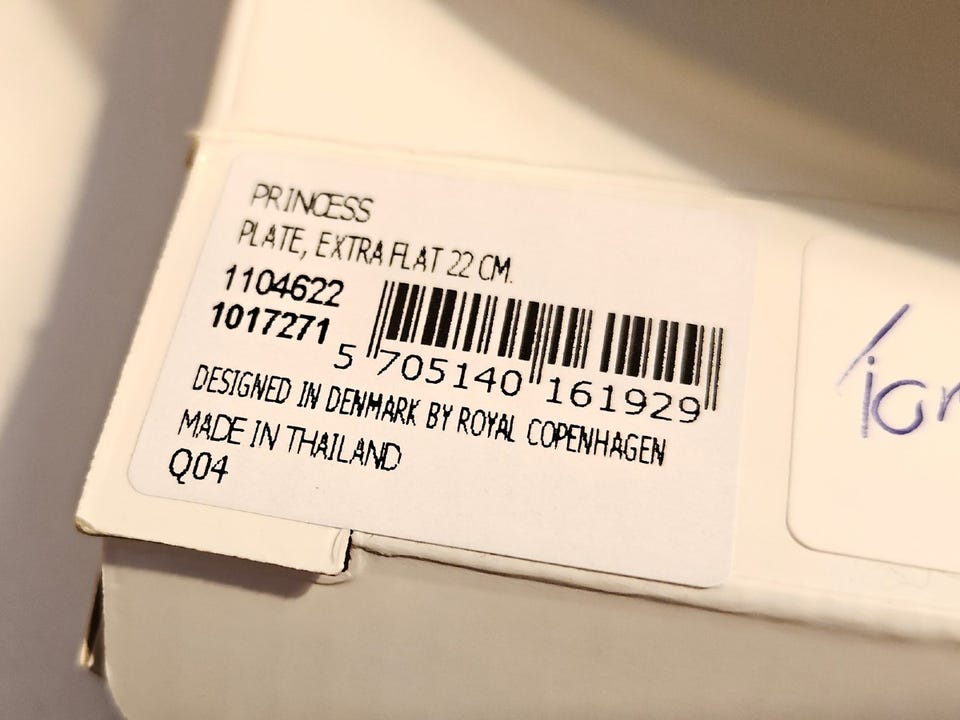 PRINCESS
PLATE, EXTRA FLAT 22 CM.
1104622
1017271
5 705140 161929
DESIGNED IN DENMARK BY ROYAL COPENHAGEN
MADE IN THAILAND
Q04